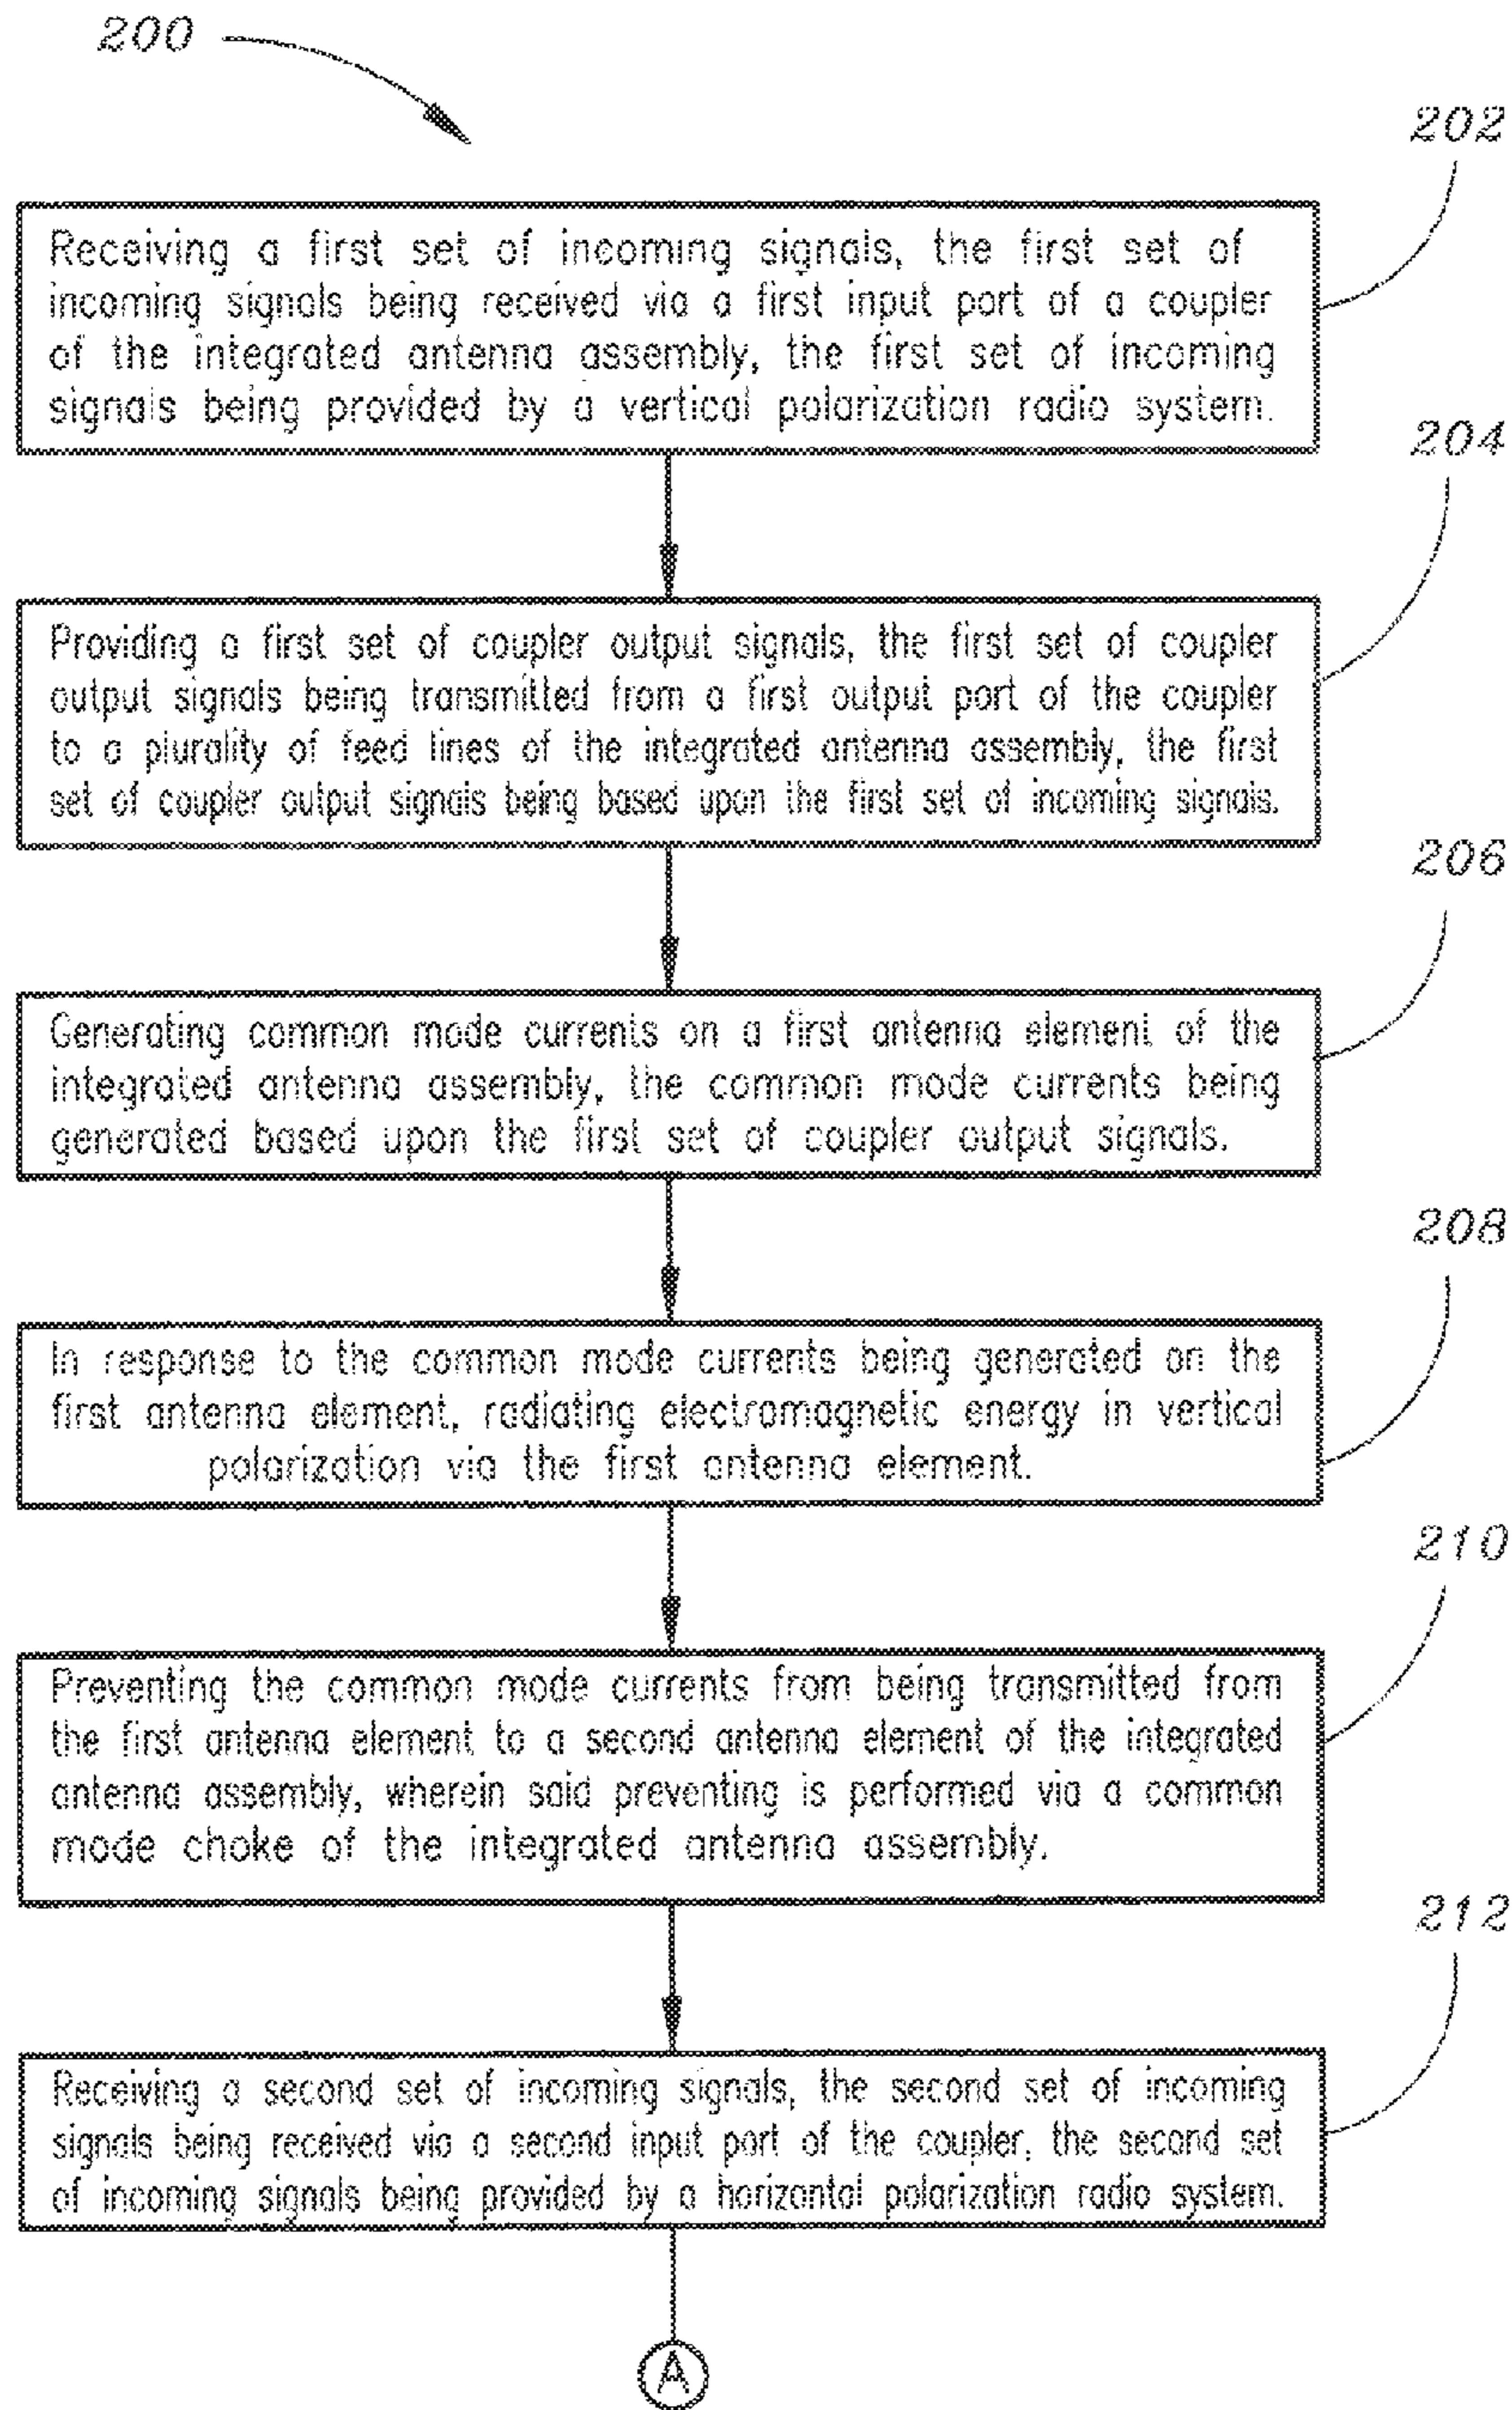 200
202
Receiving a first set of incoming signals, the first set of
incoming signals being received via a first input port of a coupler
of the integrated antenna assembly, the first set of incoming
signals being provided by a vertical polarization radio system.
204
Providing a first set of coupler output signals, the first set of coupler
output signals being transmitted from a first output port of the coupler
to a plurality of feed lines of the integrated antenna assembly, the first
set of coupler output signals being based upon the first set of incoming signals.
206
Generating common mode currents on a first antenna element of the
integrated antenna assembly, the common mode currents being
generated based upon the first set of coupler output signals.
208
In response to the common mode currents being generated on the
first antenna element, radiating electromagnetic energy in vertical
polarization via the first antenna element.
210
Preventing the common mode currents from being transmitted from
the first antenna element to a second antenna element of the integrated
antenna assembly, wherein said preventing is performed via a common
mode choke of the integrated antenna assembly.
212
Receiving a second set of incoming signals, the second set of incoming
signals being received via a second input port of the coupler, the second set
of incoming signals being provided by a horizontal polarization radio system.
A